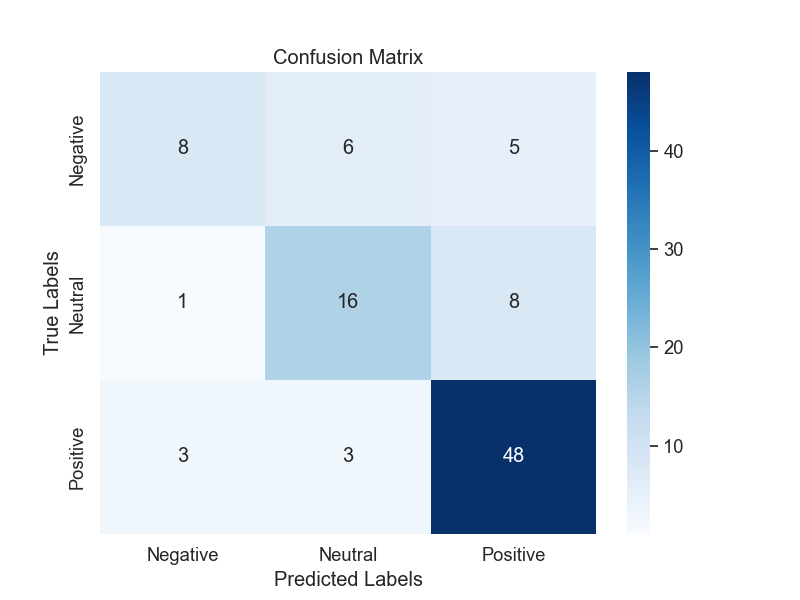 Confusion Matrix
True Labels
Negative
8 6 5
Neutral
1 16 8
Positive
3 3 48
Negative Neutral Positive
Predicted Labels
40
30
20
10